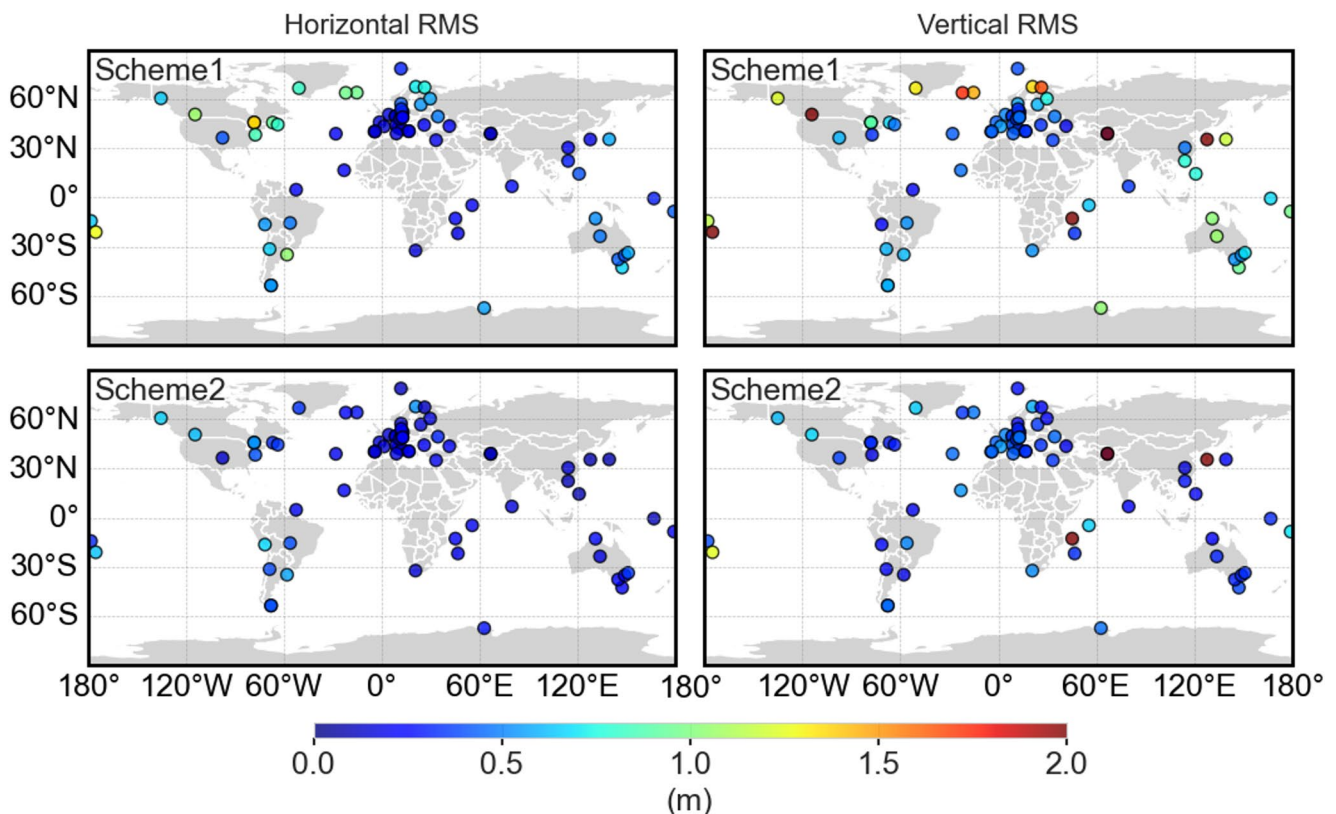 Horizontal RMS
Vertical RMS
Scheme1
Scheme1
60°N
30°N
0°
30°S
60°S
Scheme2
Scheme2
60°N
30°N
0°
30°S
60°S
180° 120°W 60°W 0° 60°E 120°E 180° 120°W 60°W 0° 60°E 120°E 180°
0.0 0.5 1.0 1.5 2.0
(m)